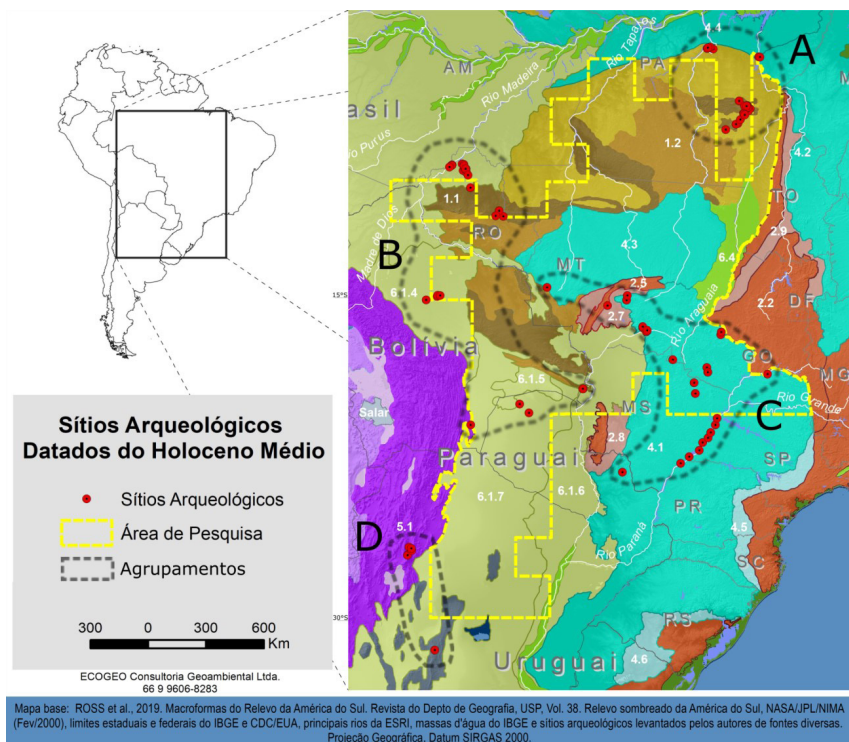 A
4.4
Rio Tapajos
AM
PA
Rio Madeira
asil
vo Purus
1.2
4.2
1.1
TO
Madre de Dios
RO
2.9
B
4.3
6.4
MT
15°S
6.1.4
2.5
2.7
2.2
DF
Rio Araguaia
Bolívia
GO
MG
6.1.5
Rio Grande
Salar
MS
C
2.8
4.1
SP
Paraguai
6.1.7
6.1.6
PR
5.1
D
4.5
Rio Paraná
SC
30°S
RS
4.6
Uruguai
Sítios Arqueológicos
Datados do Holoceno Médio
Sítios Arqueológicos
Área de Pesquisa
Agrupamentos
300 0 300 600
Km
ECOGEO Consultoria Geoambiental Ltda.
66 9 9606-8283
Mapa base: ROSS et al., 2019. Macroformas do Relevo da América do Sul. Revista do Depto de Geografia, USP, Vol. 38. Relevo sombreado da América do Sul, NASA/JPL/NIMA
(Fev/2000), limites estaduais e federais do IBGE e CDC/EUA, principais rios da ESRI, massas d'água do IBGE e sítios arqueológicos levantados pelos autores de fontes diversas.
Projeção Geográfica, Datum SIRGAS 2000.